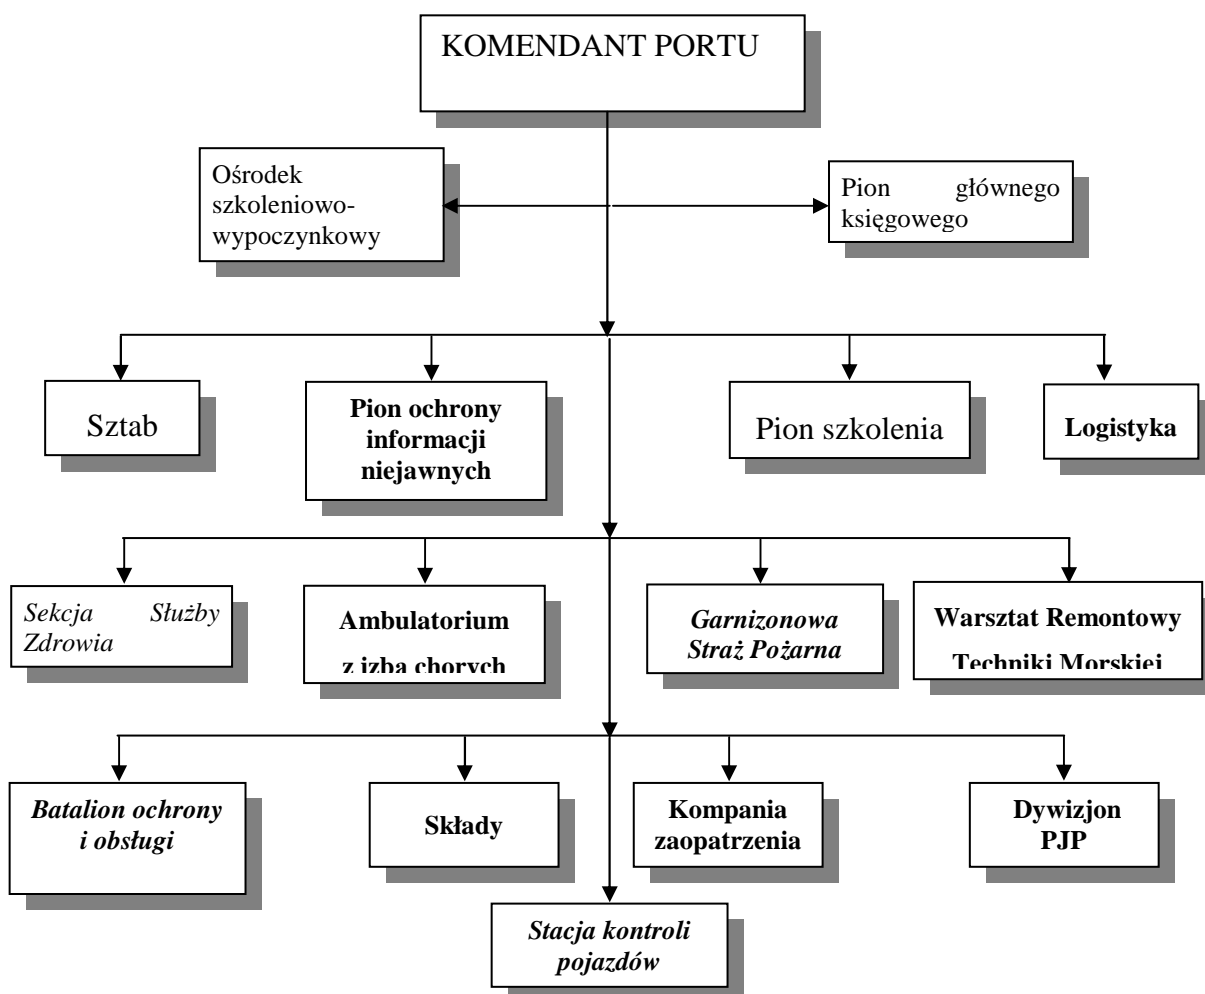 KOMENDANT PORTU
Ośrodek
szkoleniowo-
wypoczynkowy
Pion głównego
księgowego
Sztab
Pion ochrony
informacji
niejawnych
Pion szkolenia
Logistyka
Sekcja Służby
Zdrowia
Ambulatorium
z izbą chorych
Garnizonowa
Straż Pożarna
Warsztat Remontowy
Techniki Morskiej
Batalion ochrony
i obsługi
Składy
Kompania
zaopatrzenia
Dywizjon
PJP
Stacja kontroli
pojazdów